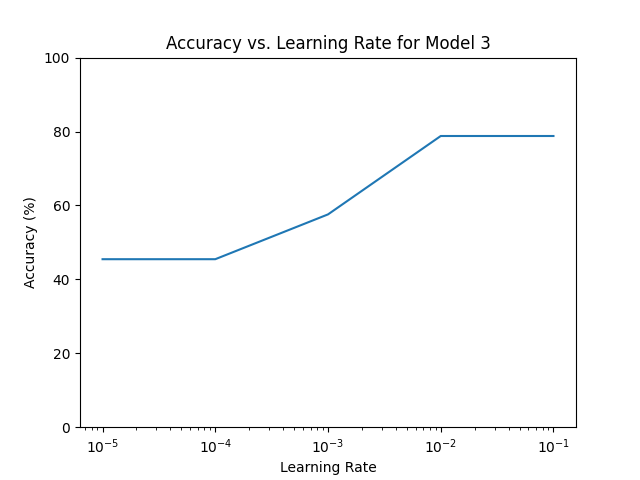 Accuracy vs. Learning Rate for Model 3
100
80
60
40
20
0
Accuracy (%)
10⁻⁵ 10⁻⁴ 10⁻³ 10⁻² 10⁻¹
Learning Rate